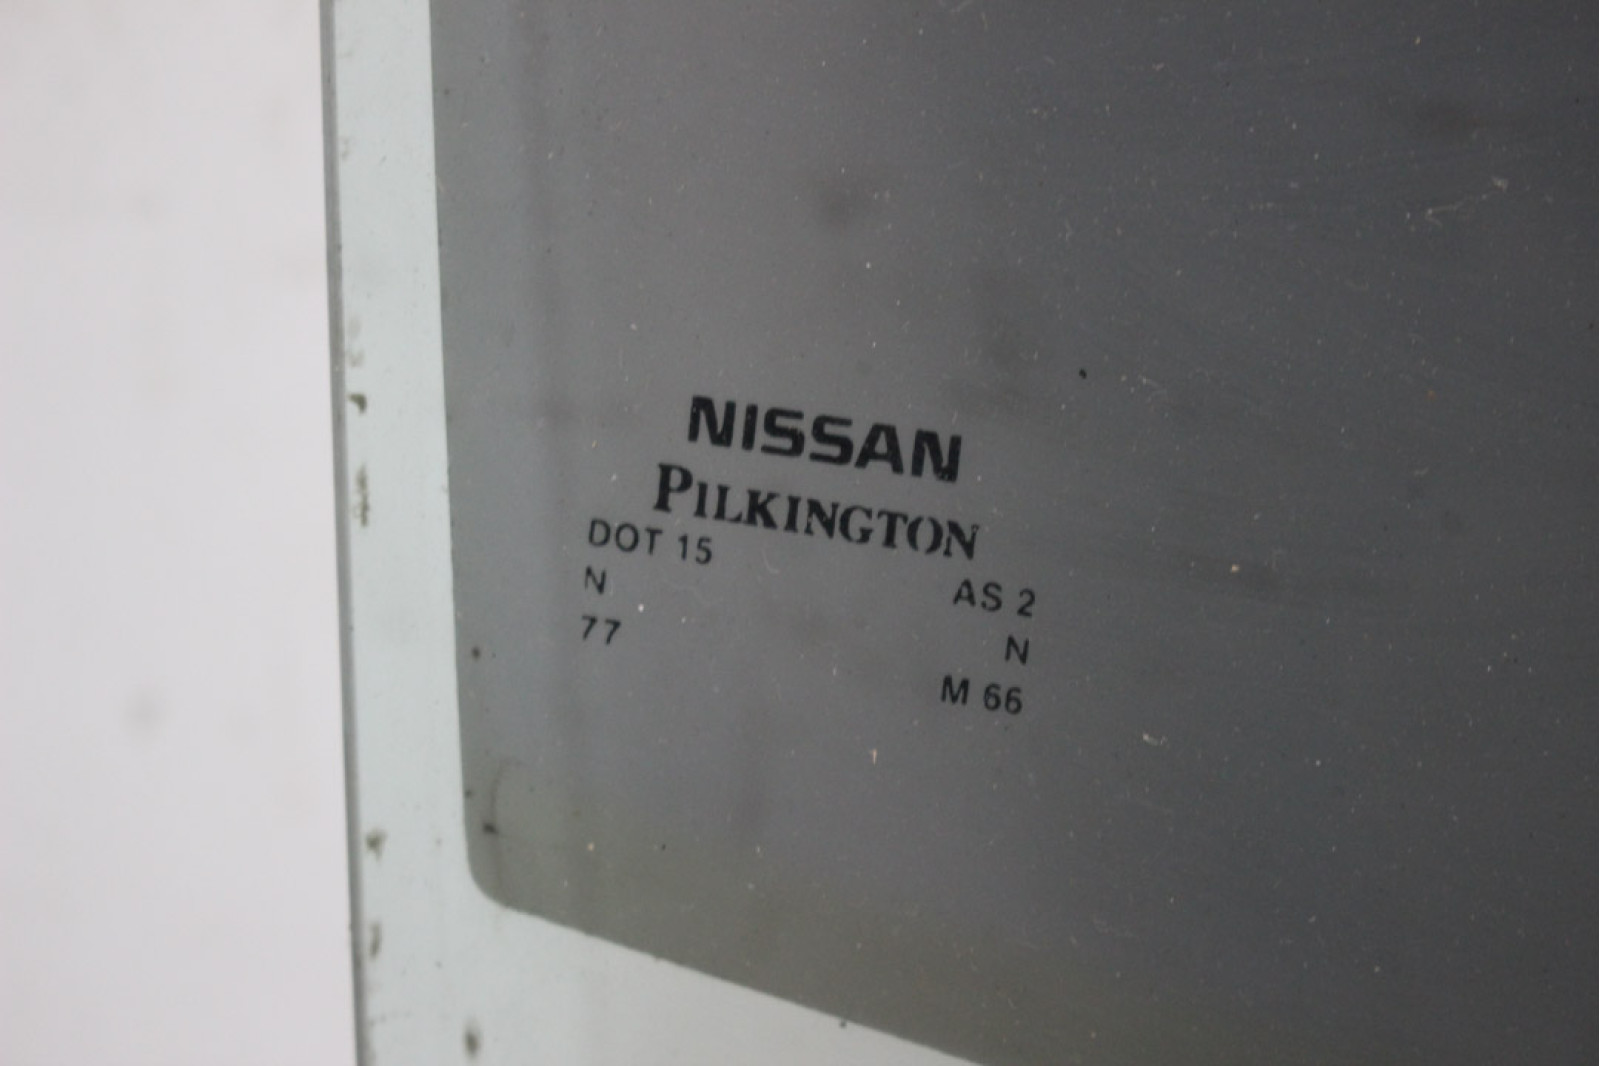 NISSAN
PILKINGTON
DOT 15
AS 2
N
N
77
M 66